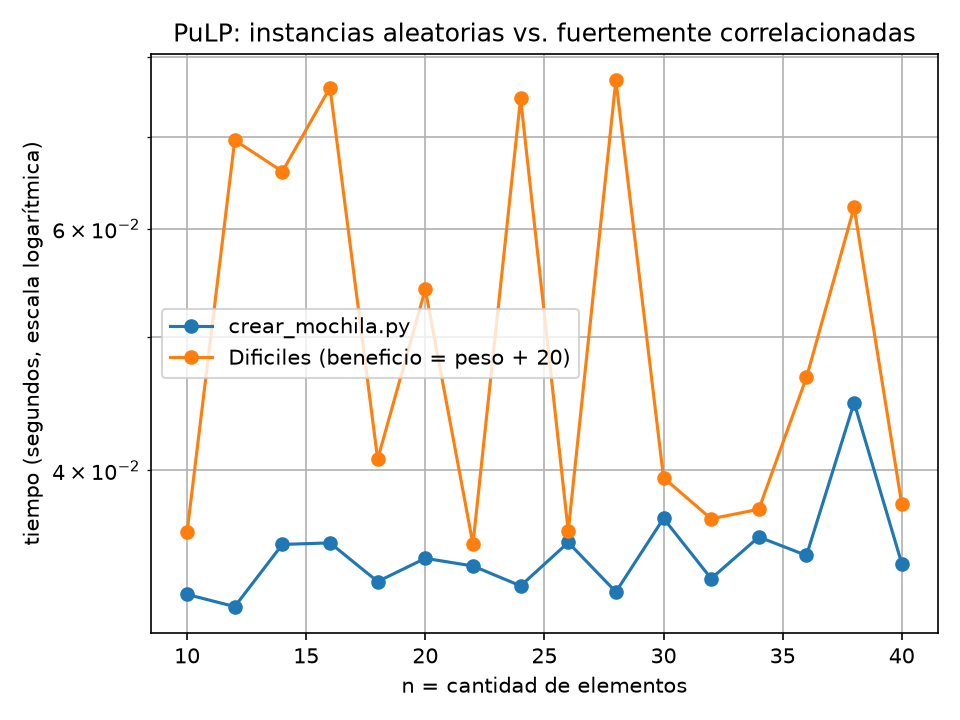 PuLP: instancias aleatorias vs. fuertemente correlacionadas
tiempo (segundos, escala logarítmica)
6 × 10⁻²
4 × 10⁻²
crear_mochila.py
Dificiles (beneficio = peso + 20)
10 15 20 25 30 35 40
n = cantidad de elementos